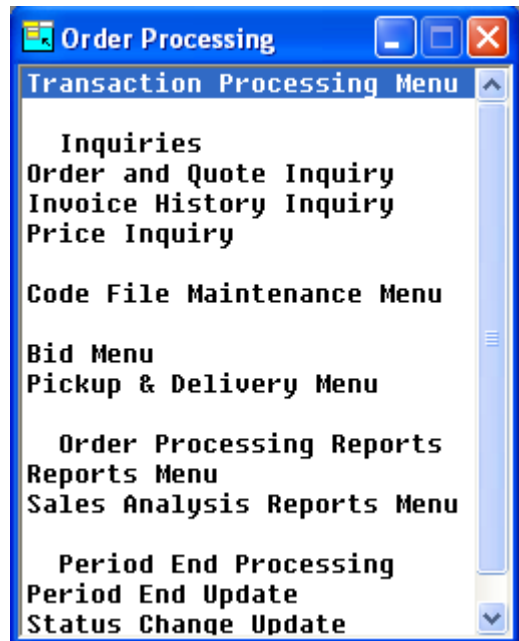 Order Processing
Transaction Processing Menu
Inquiries
Order and Quote Inquiry
Invoice History Inquiry
Price Inquiry
Code File Maintenance Menu
Bid Menu
Pickup & Delivery Menu
Order Processing Reports
Reports Menu
Sales Analysis Reports Menu
Period End Processing
Period End Update
Status Change Update